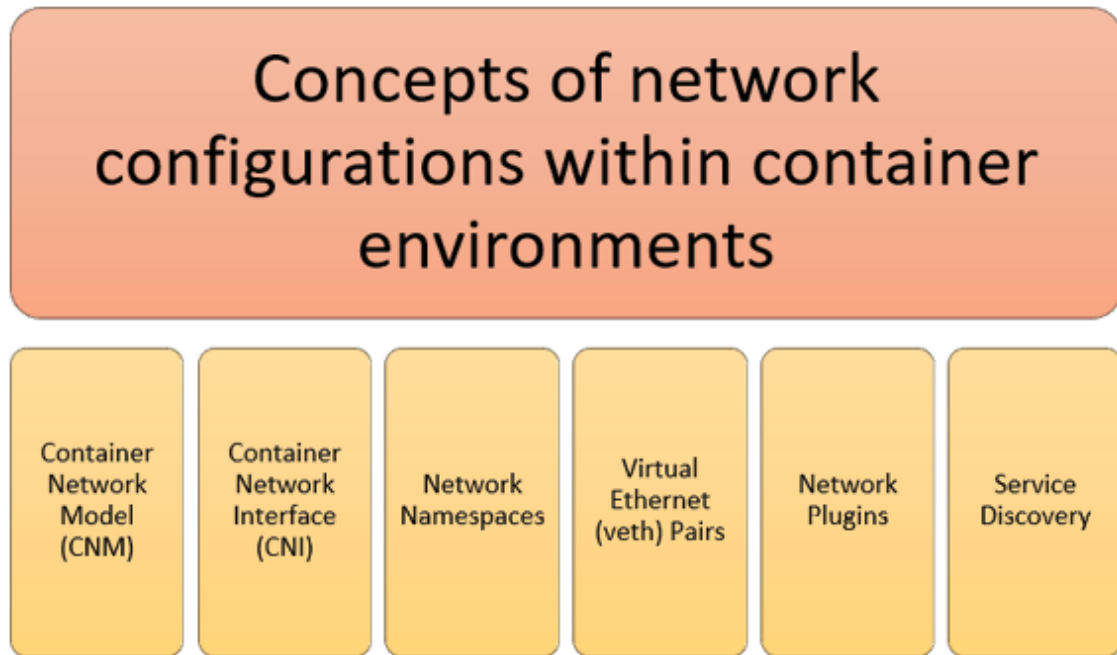 Concepts of network
configurations within container
environments
Container
Network
Model
(CNM)
Container
Network
Interface
(CNI)
Network
Namespaces
Virtual
Ethernet
(veth) Pairs
Network
Plugins
Service
Discovery